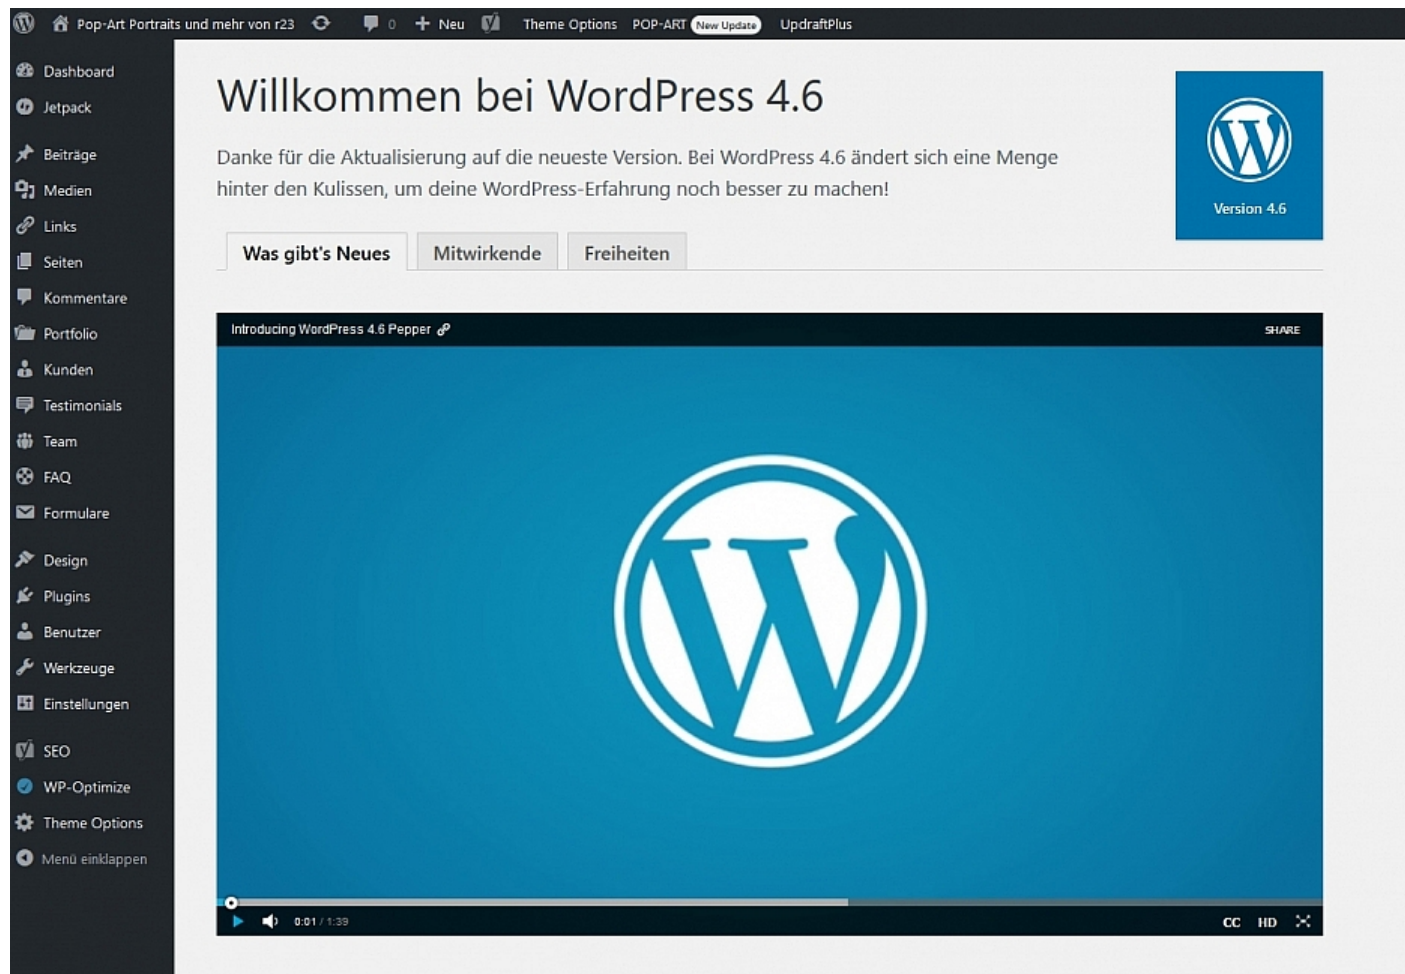 Pop-Art Portraits und mehr von r23 0 Neu Theme Options POP-ART New Update UpdraftPlus
Dashboard
Jetpack
Beiträge
Medien
Links
Seiten
Kommentare
Portfolio
Kunden
Testimonials
Team
FAQ
Formulare
Design
Plugins
Benutzer
Werkzeuge
Einstellungen
SEO
WP-Optimize
Theme Options
Menü einklappen
Willkommen bei WordPress 4.6
Danke für die Aktualisierung auf die neueste Version. Bei WordPress 4.6 ändert sich eine Menge
hinter den Kulissen, um deine WordPress-Erfahrung noch besser zu machen!
Version 4.6
Was gibt's Neues Mitwirkende Freiheiten
Introducing WordPress 4.6 Pepper SHARE
0:01 / 1:39 CC HD